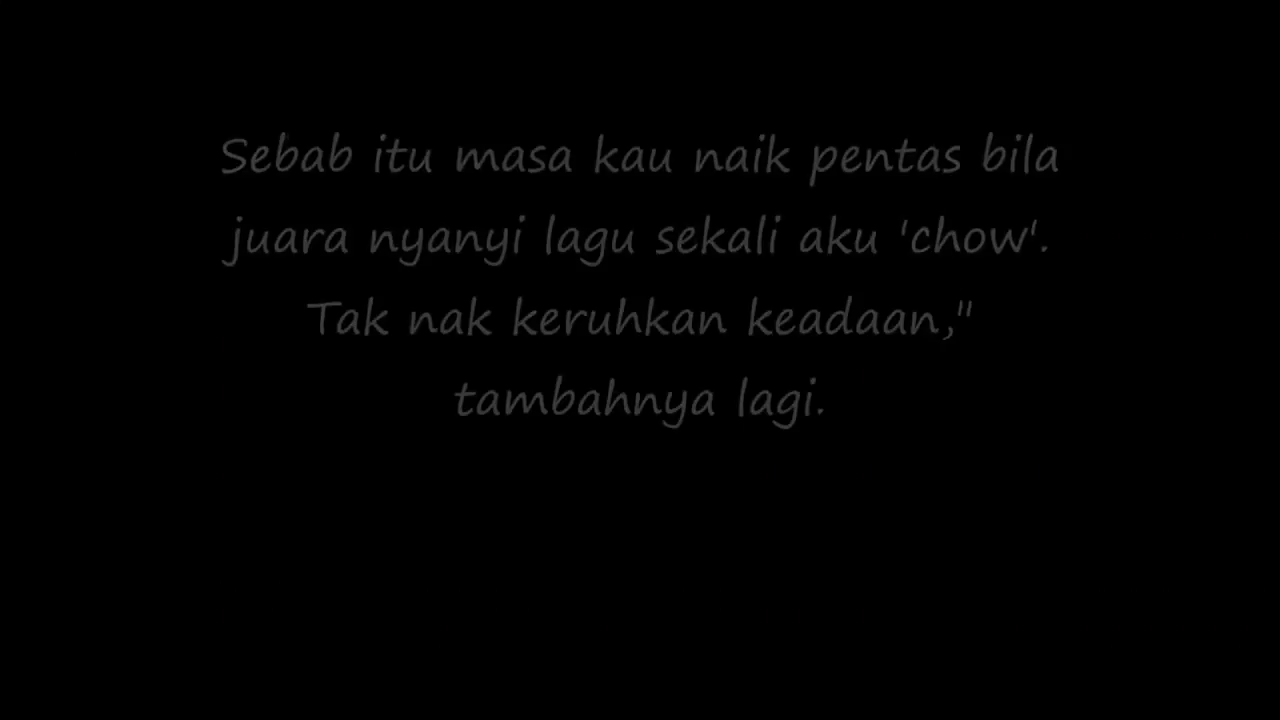 Sebab itu masa kau naik pentas bila
juara nyanyi lagu sekali aku 'chow'.
Tak nak keruhkan keadaan,"
tambahnya lagi.